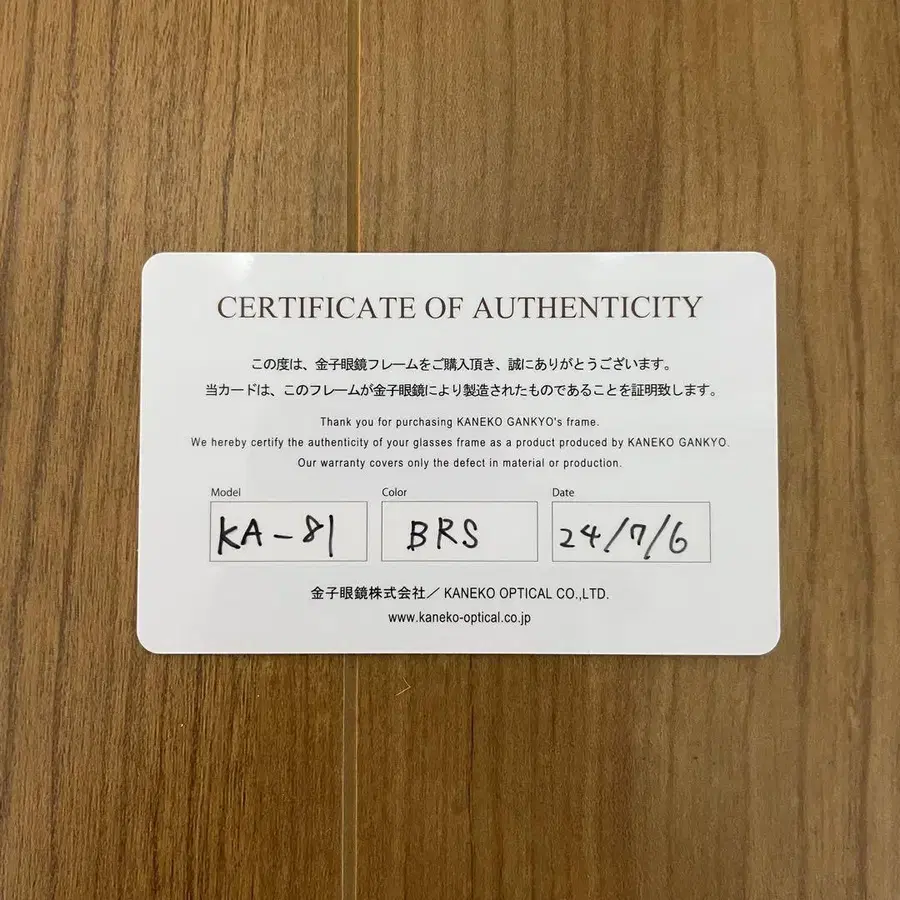 CERTIFICATE OF AUTHENTICITY
この度は、金子眼鏡フレームをご購入頂き、誠にありがとうございます。
当カードは、このフレームが金子眼鏡により製造されたものであることを証明致します。
Thank you for purchasing KANEKO GANKYO's frame.
We hereby certify the authenticity of your glasses frame as a product produced by KANEKO GANKYO.
Our warranty covers only the defect in material or production.
Model Color Date
KA-81 BRS 24/7/6
金子眼鏡株式会社/ KANEKO OPTICAL CO.,LTD.
www.kaneko-optical.co.jp